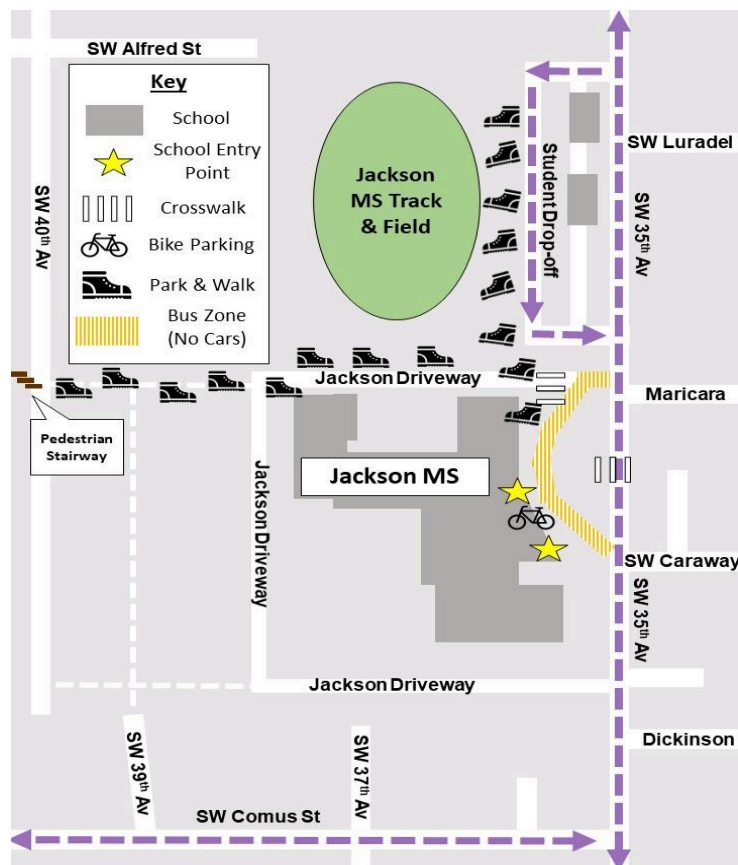 SW Alfred St
Key
School
School Entry
Point
Crosswalk
Bike Parking
Park & Walk
Bus Zone
(No Cars)
SW 40th Av
Jackson
MS Track
& Field
Student Drop-off
SW Luradel
SW 35th Av
Jackson Driveway
Maricara
Pedestrian
Stairway
Jackson MS
Jackson Driveway
SW Caraway
SW 35th Av
Jackson Driveway
Dickinson
SW 39th Av
SW 37th Av
SW Comus St